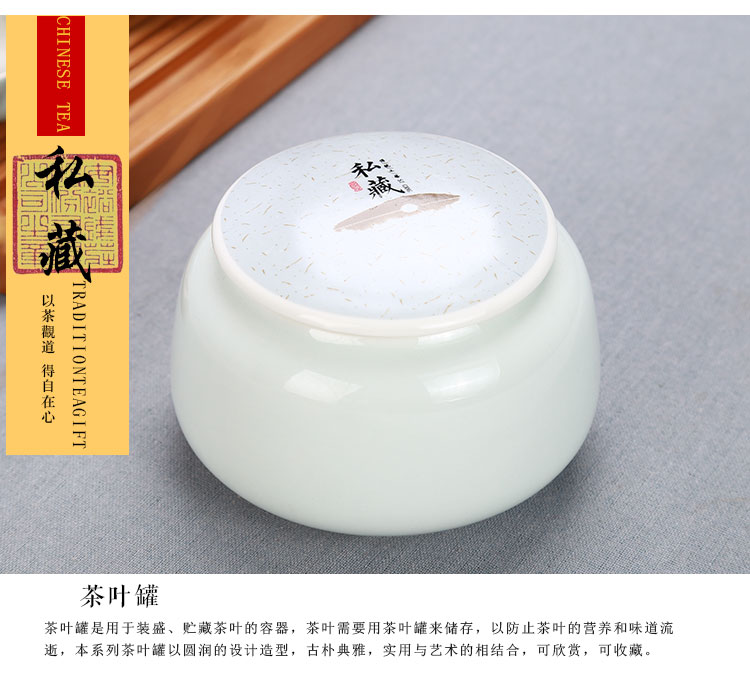 CHINESE TEA
私藏
TRADITIONTEAGIFT
以茶觀道 得自在心
私藏
茶叶罐
茶叶罐是用于装盛、贮藏茶叶的容器，茶叶需要用茶叶罐来储存，以防止茶叶的营养和味道流
逝，本系列茶叶罐以圆润的设计造型，古朴典雅，实用与艺术的相结合，可欣赏，可收藏。